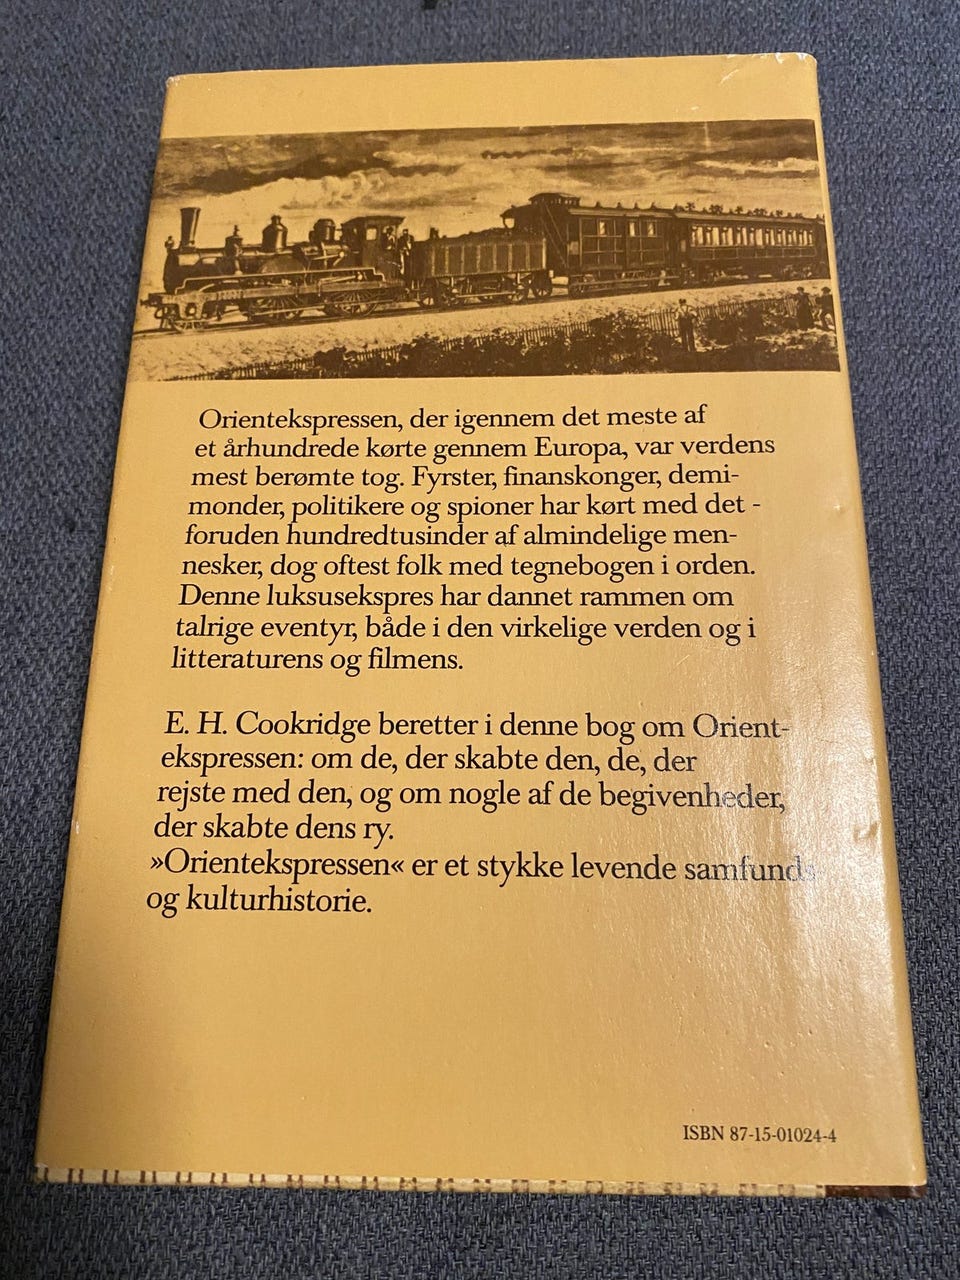 Orientekspressen, der igennem det meste af
et århundrede kørte gennem Europa, var verdens
mest berømte tog. Fyrster, finanskonger, demi-
monder, politikere og spioner har kørt med det -
foruden hundredtusinder af almindelige men-
nesker, dog oftest folk med tegnebogen i orden.
Denne luksusekspres har dannet rammen om
talrige eventyr, både i den virkelige verden og i
litteraturens og filmens.
E. H. Cookridge beretter i denne bog om Orient-
ekspressen: om de, der skabte den, de, der
rejste med den, og om nogle af de begivenheder,
der skabte dens ry.
»Orientekspressen« er et stykke levende samfunds
og kulturhistorie.
ISBN 87-15-01024-4